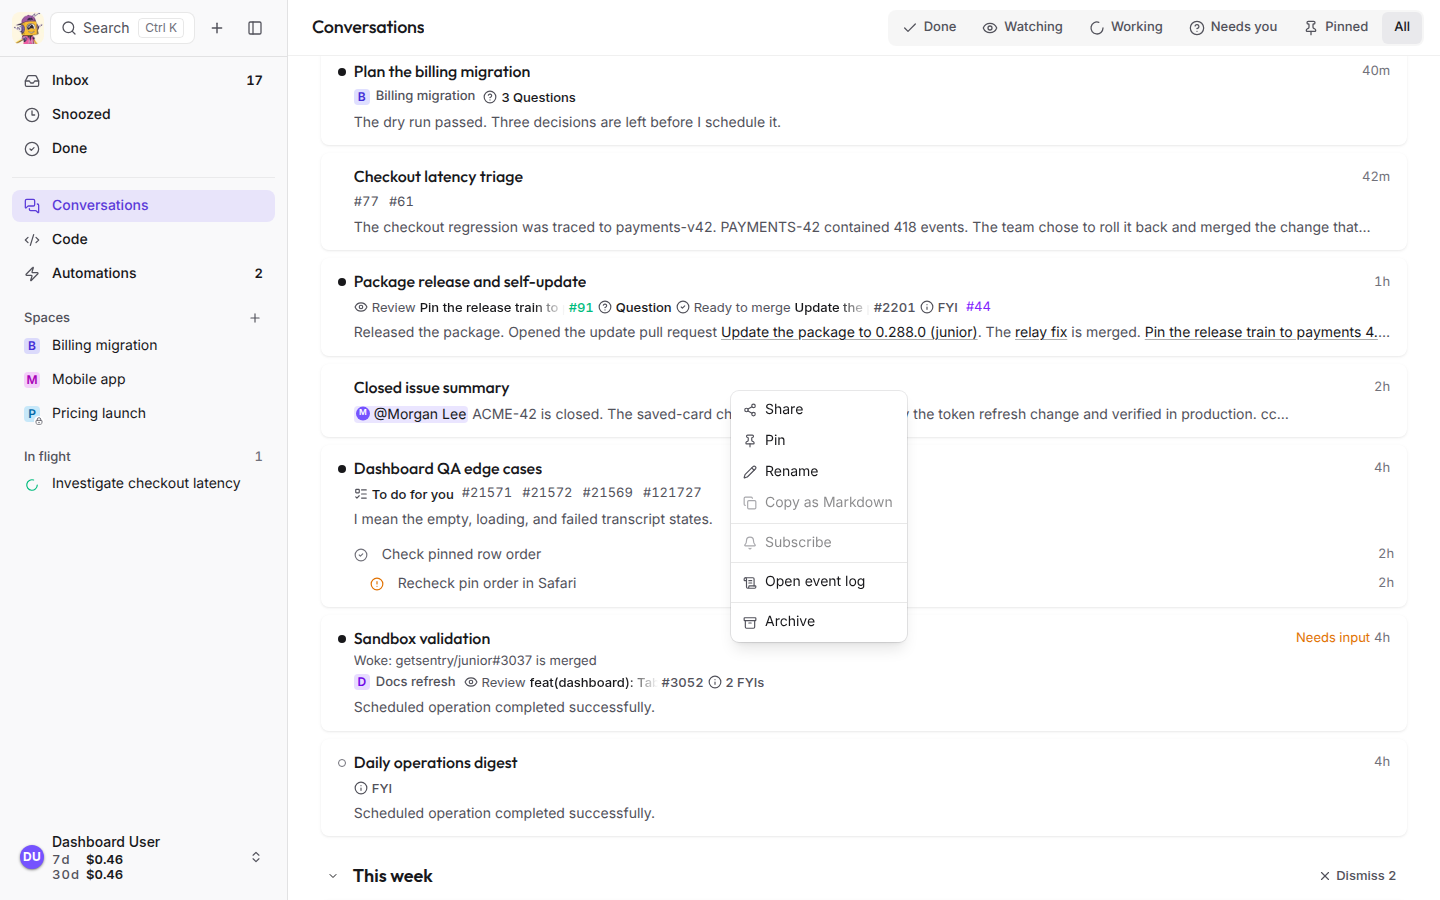 Search Ctrl K
Inbox 17
Snoozed
Done
Conversations
Code
Automations 2
Spaces
B Billing migration
M Mobile app
P Pricing launch
In flight 1
Investigate checkout latency
DU Dashboard User
7d $0.46
30d $0.46
Conversations
Done Watching Working Needs you Pinned All
Plan the billing migration 40m
B Billing migration 3 Questions
The dry run passed. Three decisions are left before I schedule it.
Checkout latency triage 42m
#77 #61
The checkout regression was traced to payments-v42. PAYMENTS-42 contained 418 events. The team chose to roll it back and merged the change that...
Package release and self-update 1h
Review Pin the release train to #91 Question Ready to merge Update the #2201 FYI #44
Released the package. Opened the update pull request Update the package to 0.288.0 (junior). The relay fix is merged. Pin the release train to payments 4....
Closed issue summary 2h
M @Morgan Lee ACME-42 is closed. The saved-card ch y the token refresh change and verified in production. cc...
Dashboard QA edge cases 4h
To do for you #21571 #21572 #21569 #121727
I mean the empty, loading, and failed transcript states.
Check pinned row order 2h
Recheck pin order in Safari 2h
Share
Pin
Rename
Copy as Markdown
Subscribe
Open event log
Archive
Sandbox validation Needs input 4h
Woke: getsentry/junior#3037 is merged
D Docs refresh Review feat(dashboard): Ta #3052 2 FYIs
Scheduled operation completed successfully.
Daily operations digest 4h
FYI
Scheduled operation completed successfully.
This week Dismiss 2